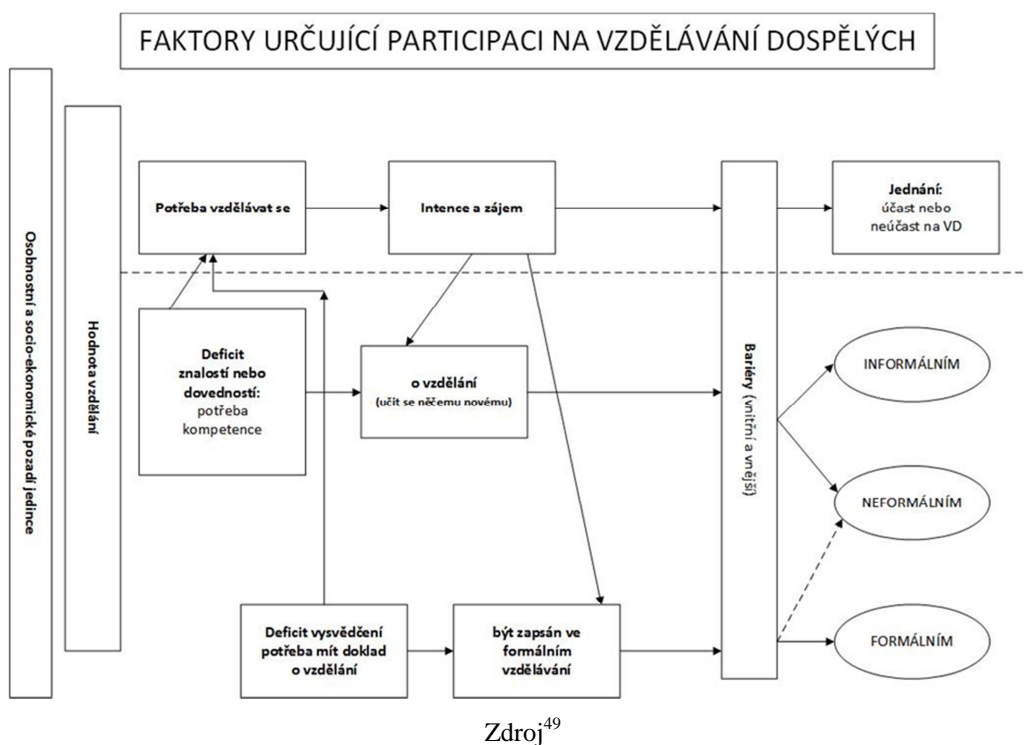 FAKTORY URČUJÍCÍ PARTICIPACI NA VZDĚLÁVÁNÍ DOSPĚLÝCH
Osobnostní a socio-ekonomické pozadí jedince
Hodnota vzdělání
Potřeba vzdělávat se
Intence a zájem
Jednání:
účast nebo
neúčast na VD
Deficit
znalostí nebo
dovedností:
potřeba
kompetence
o vzdělání
(učit se něčemu novému)
Bariéry (vnitřní a vnější)
INFORMÁLNÍM
NEFORMÁLNÍM
Deficit vysvědčení
potřeba mít doklad
o vzdělání
být zapsán ve
formálním
vzdělávání
FORMÁLNÍM
Zdroj49